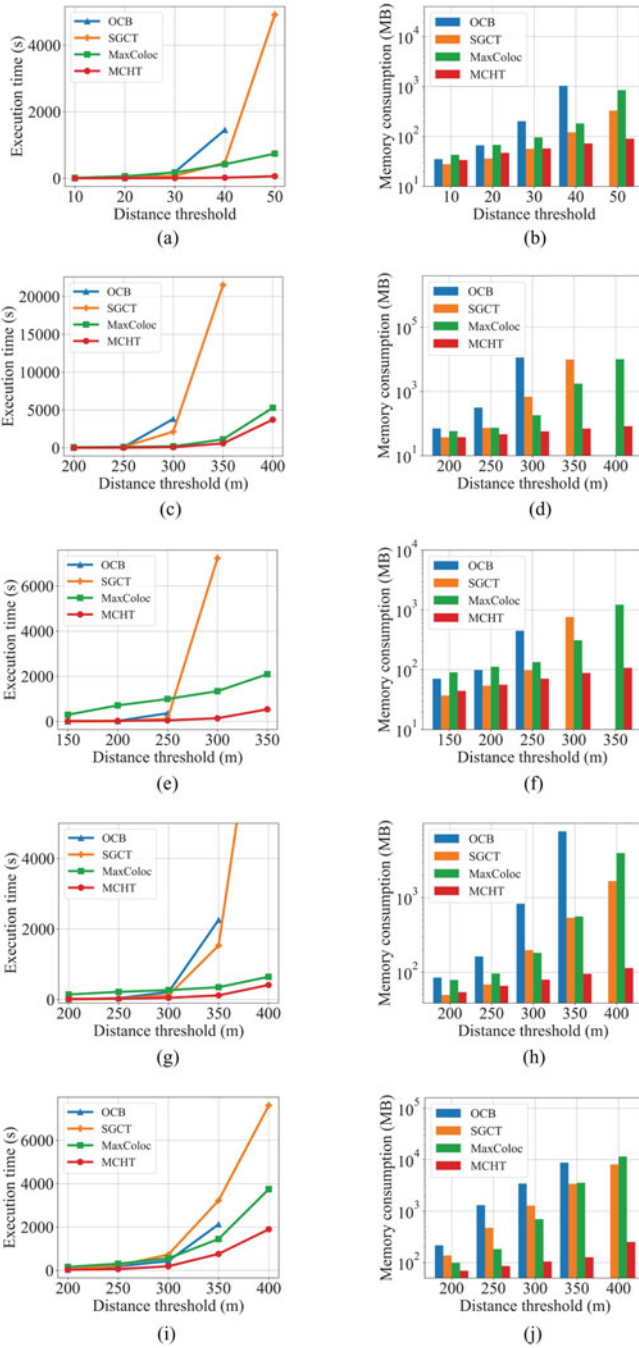 Execution time (s)
4000
2000
0
OCB
SGCT
MaxColoc
MCHT
10 20 30 40 50
Distance threshold
(a)
Memory consumption (MB)
10^4
10^3
10^2
10^1
OCB
SGCT
MaxColoc
MCHT
10 20 30 40 50
Distance threshold
(b)
Execution time (s)
20000
15000
10000
5000
0
OCB
SGCT
MaxColoc
MCHT
200 250 300 350 400
Distance threshold (m)
(c)
Memory consumption (MB)
10^5
10^3
10^1
OCB
SGCT
MaxColoc
MCHT
200 250 300 350 400
Distance threshold (m)
(d)
Execution time (s)
6000
4000
2000
0
OCB
SGCT
MaxColoc
MCHT
150 200 250 300 350
Distance threshold (m)
(e)
Memory consumption (MB)
10^4
10^3
10^2
10^1
OCB
SGCT
MaxColoc
MCHT
150 200 250 300 350
Distance threshold (m)
(f)
Execution time (s)
4000
2000
0
OCB
SGCT
MaxColoc
MCHT
200 250 300 350 400
Distance threshold (m)
(g)
Memory consumption (MB)
10^3
10^2
OCB
SGCT
MaxColoc
MCHT
200 250 300 350 400
Distance threshold (m)
(h)
Execution time (s)
6000
4000
2000
0
OCB
SGCT
MaxColoc
MCHT
200 250 300 350 400
Distance threshold (m)
(i)
Memory consumption (MB)
10^5
10^4
10^3
10^2
OCB
SGCT
MaxColoc
MCHT
200 250 300 350 400
Distance threshold (m)
(j)